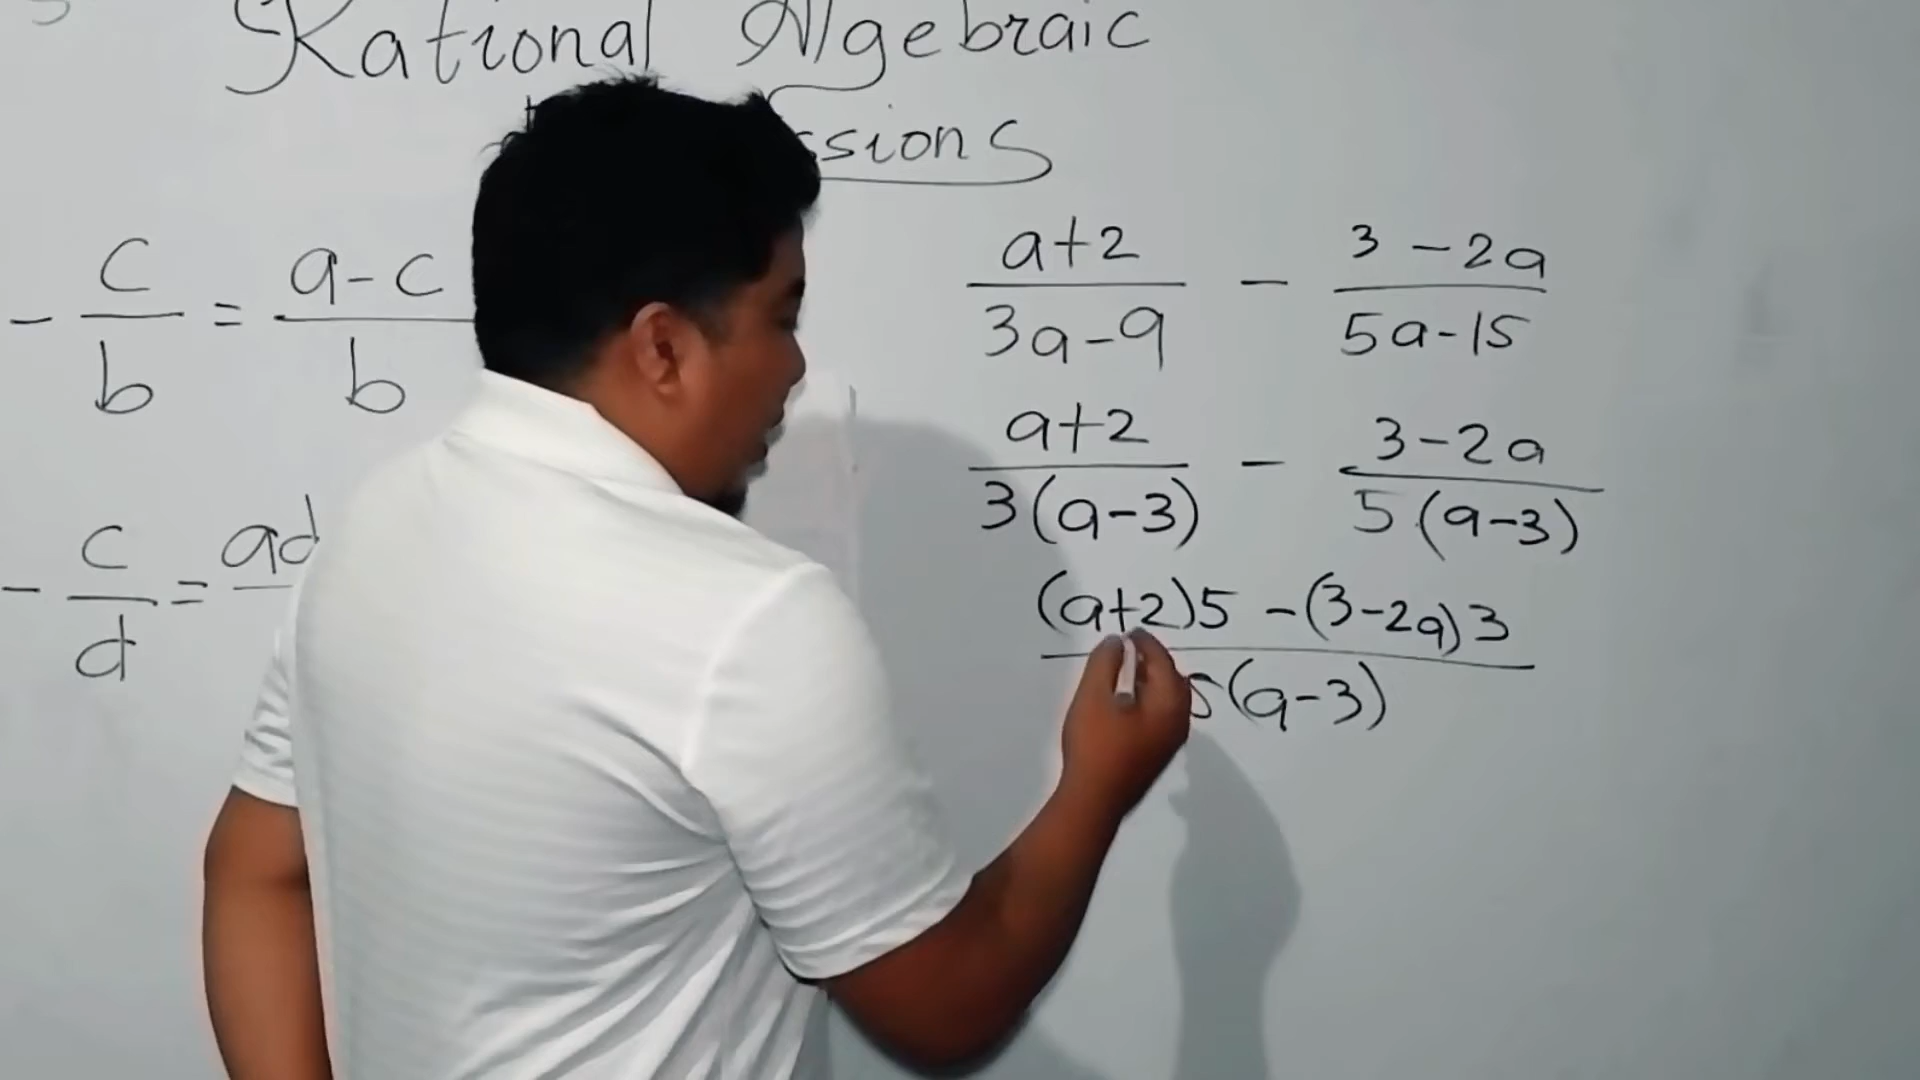 Rational Algebraic
ssions
- c/b = a-c/b
- c/d = ad
a+2/3a-9 - 3-2a/5a-15
a+2/3(a-3) - 3-2a/5(a-3)
(a+2)5 -(3-2a)3/5(a-3)